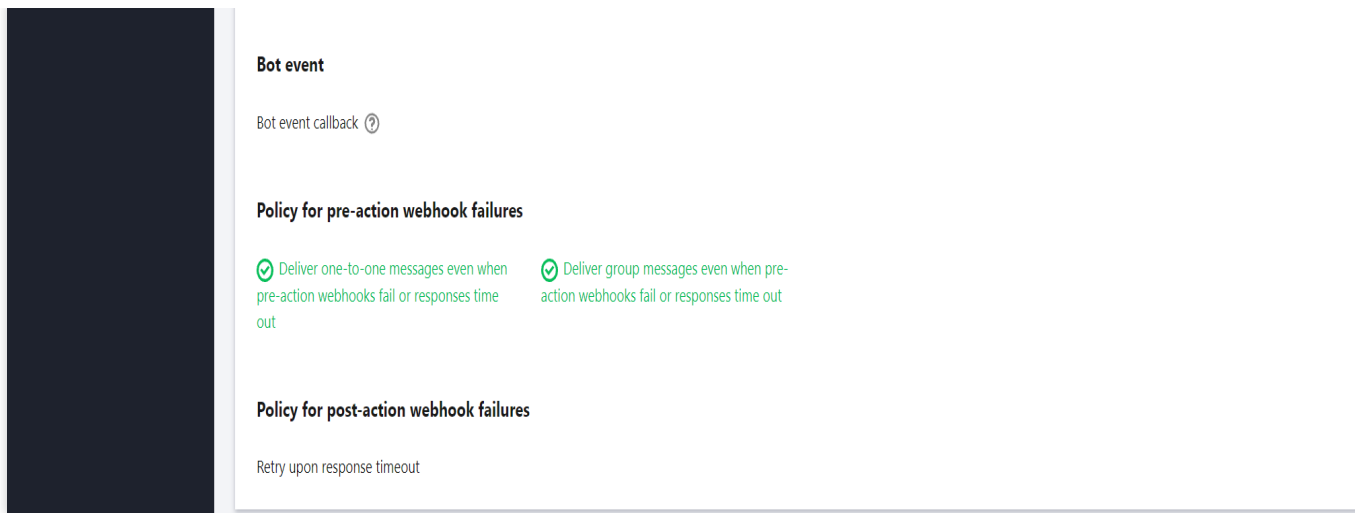 Bot event
Bot event callback
Policy for pre-action webhook failures
Deliver one-to-one messages even when
pre-action webhooks fail or responses time
out
Deliver group messages even when pre-
action webhooks fail or responses time out
Policy for post-action webhook failures
Retry upon response timeout